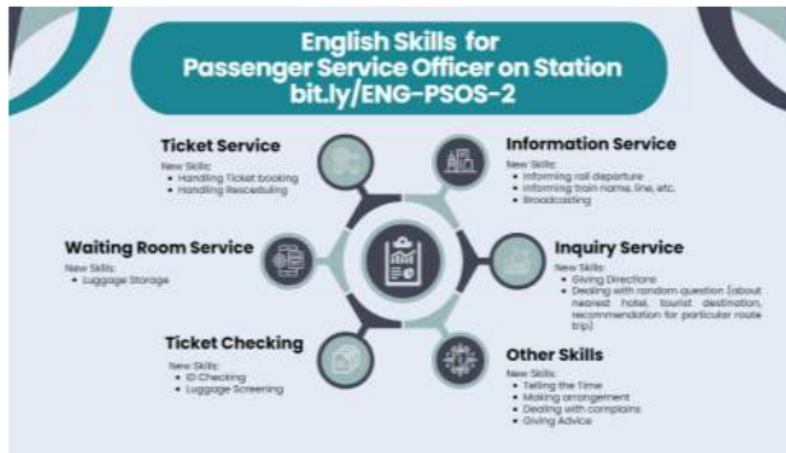 English Skills for
Passenger Service Officer on Station
bit.ly/ENG-PSOS-2
Ticket Service
New Skills:
• Handling Ticket booking
• Handling Resceduling
Information Service
New Skills:
• Informing rail departure
• Informing train name, line, etc.
• Broadcasting
Waiting Room Service
New Skills:
• Luggage Storage
Inquiry Service
New Skills:
• Giving Directions
• Dealing with random question (about
nearest hotel, tourist destination,
recommendation for particular route
trip)
Ticket Checking
New Skills:
• ID Checking
• Luggage Screening
Other Skills
New Skills:
• Telling the Time
• Making arrangement
• Dealing with complains
• Giving Advice